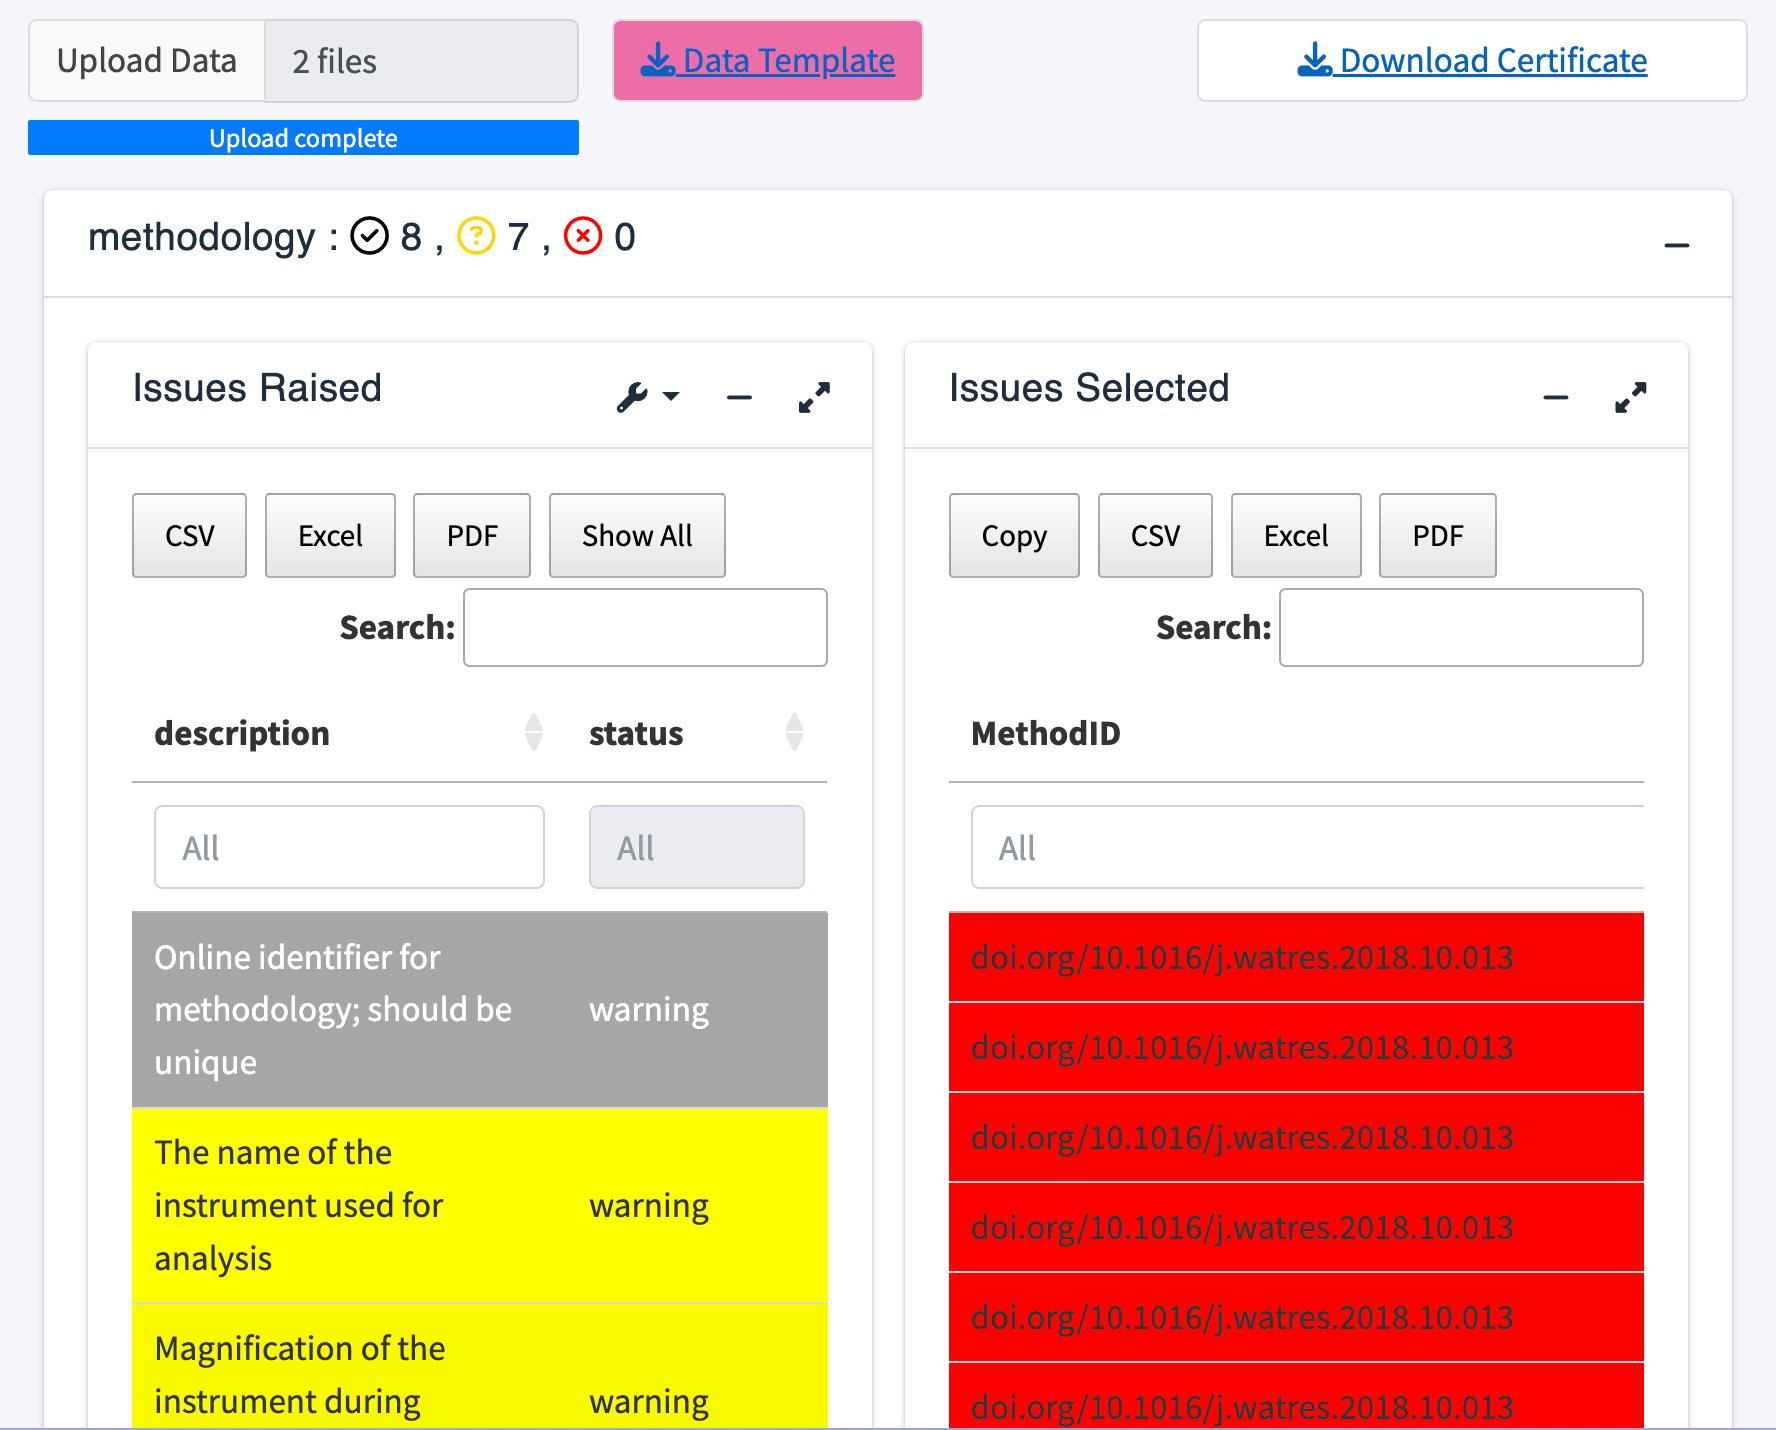 Upload Data 2 files Data Template Download Certificate
Upload complete
methodology : 8 , ? 7 , 0
Issues Raised
CSV Excel PDF Show All
Search:
description status
All All
Online identifier for
methodology; should be warning
unique
The name of the
instrument used for warning
analysis
Magnification of the
instrument during warning
Issues Selected
Copy CSV Excel PDF
Search:
MethodID
All
doi.org/10.1016/j.watres.2018.10.013
doi.org/10.1016/j.watres.2018.10.013
doi.org/10.1016/j.watres.2018.10.013
doi.org/10.1016/j.watres.2018.10.013
doi.org/10.1016/j.watres.2018.10.013
doi.org/10.1016/j.watres.2018.10.013